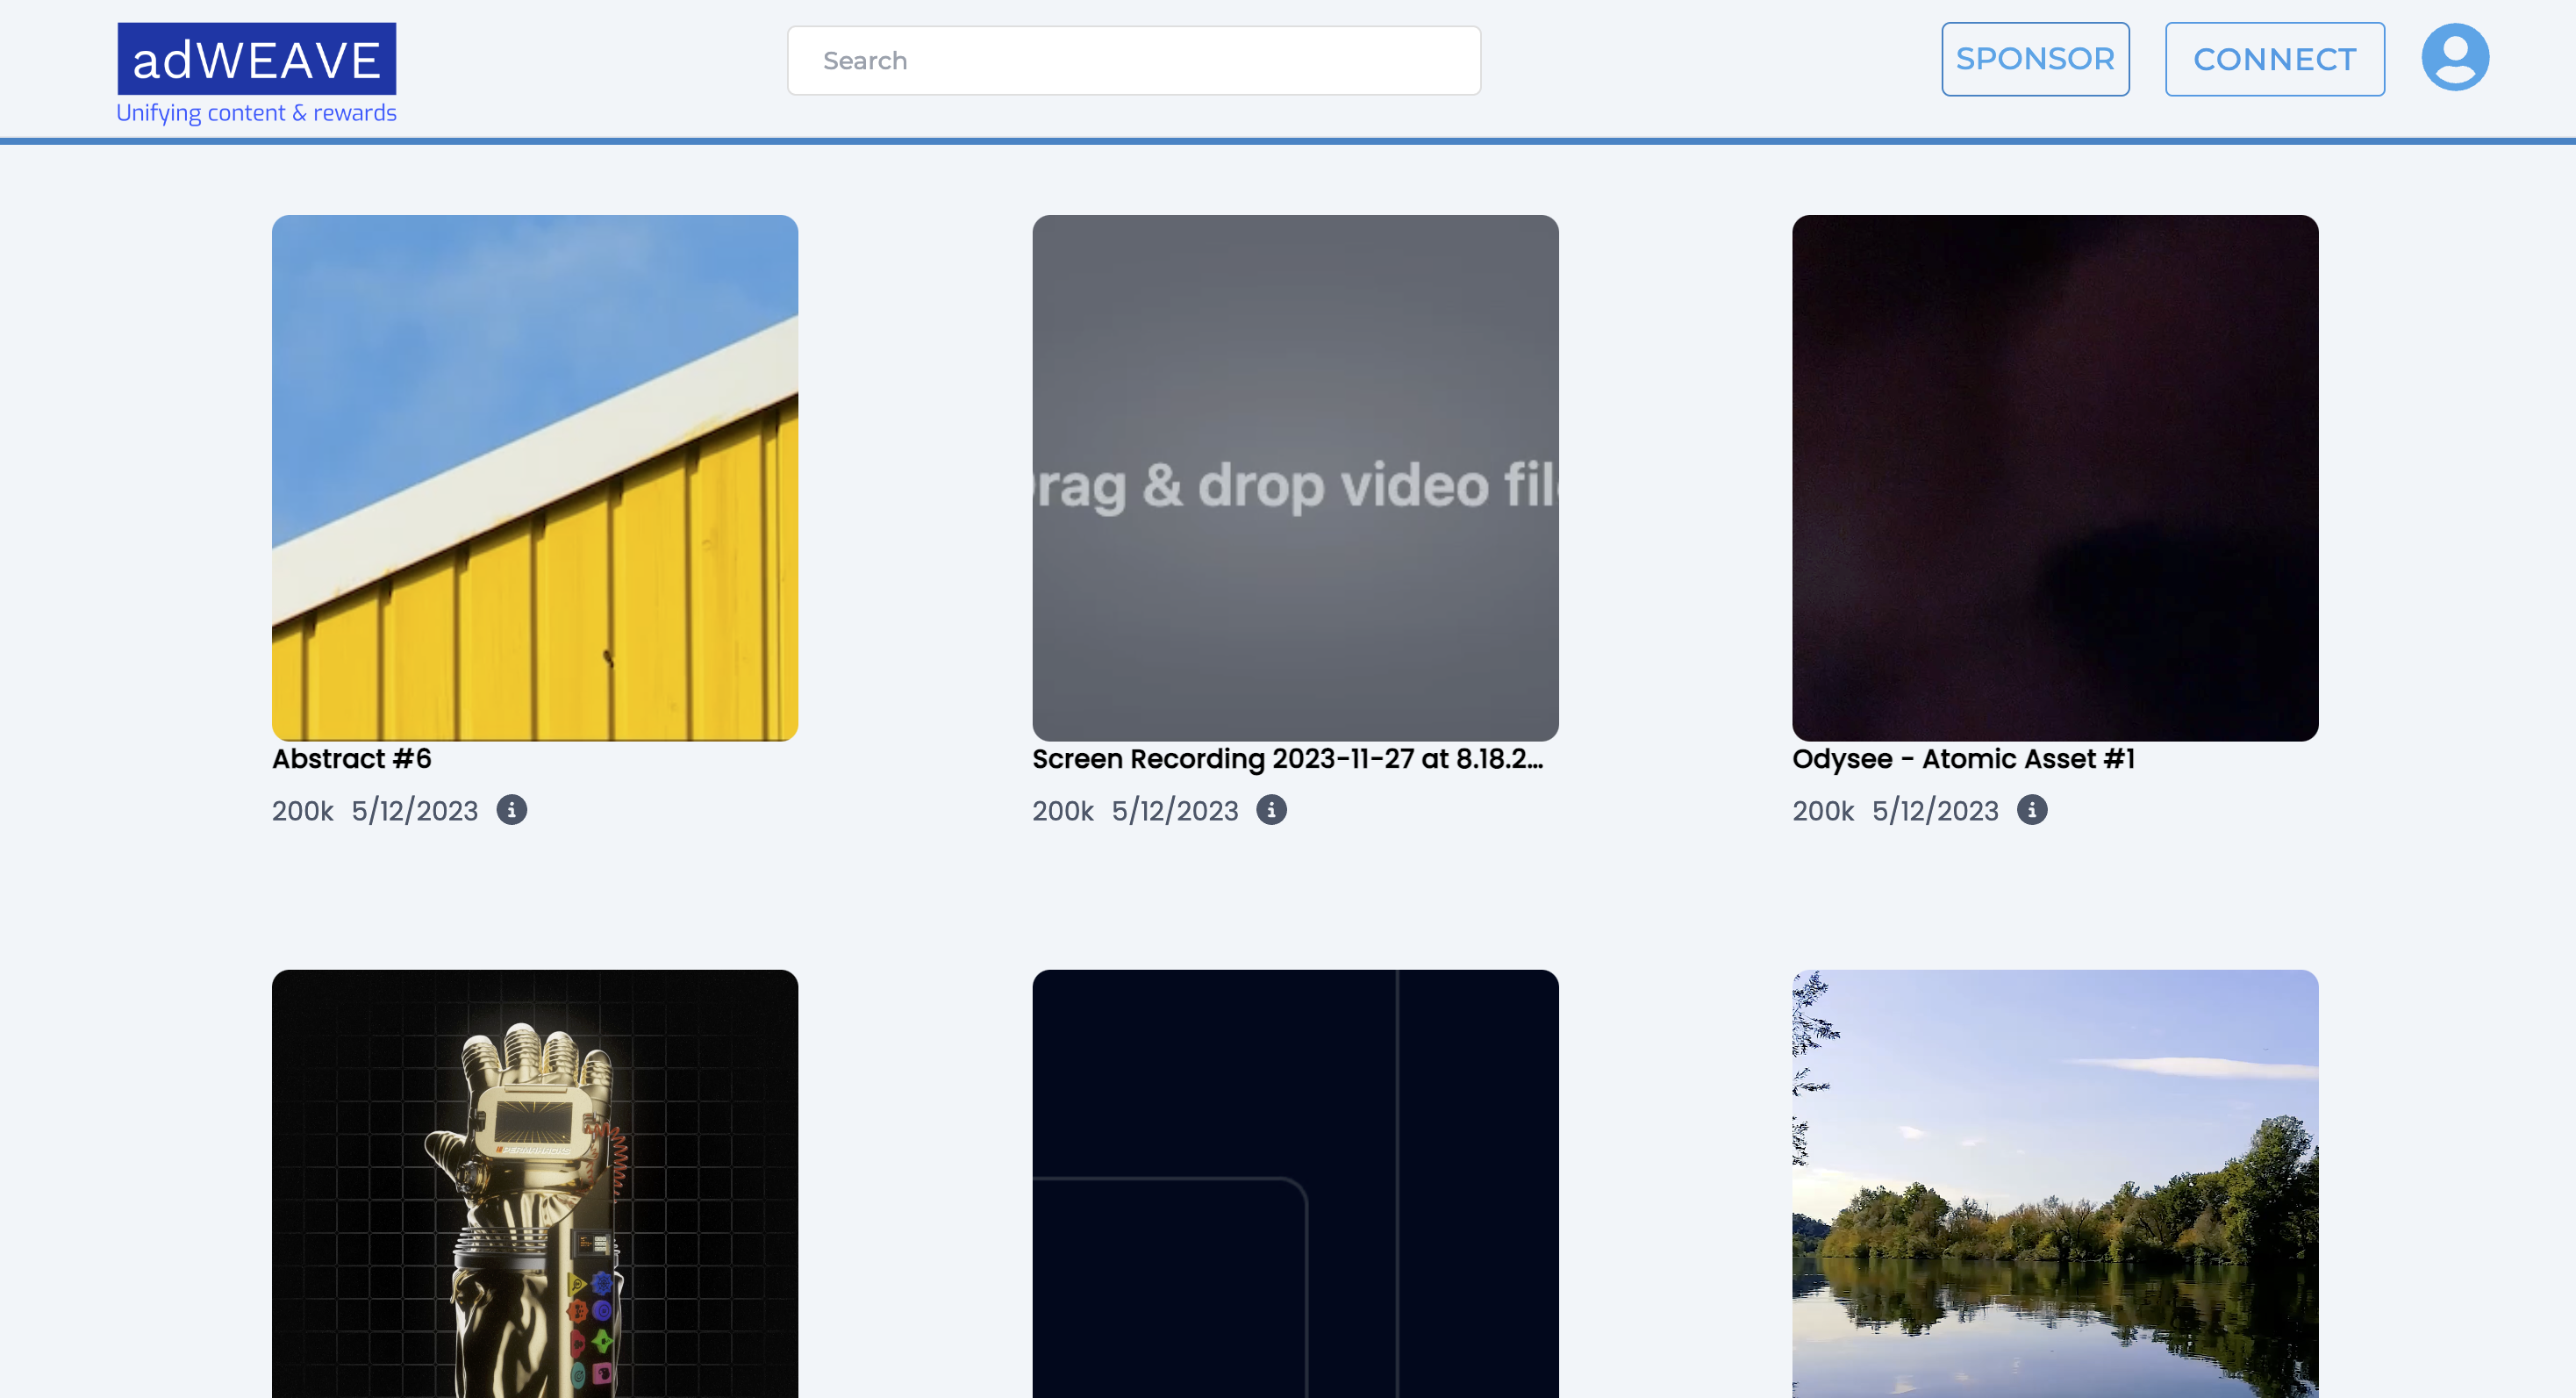 adWEAVE
Unifying content & rewards
Search
SPONSOR
CONNECT
rag & drop video fil
Abstract #6
Screen Recording 2023-11-27 at 8.18.2...
Odysee - Atomic Asset #1
200k 5/12/2023
200k 5/12/2023
200k 5/12/2023